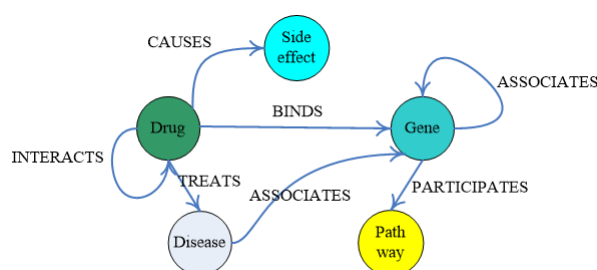 CAUSES
Side
effect
ASSOCIATES
Drug
BINDS
Gene
INTERACTS
TREATS
ASSOCIATES
PARTICIPATES
Disease
Path
way